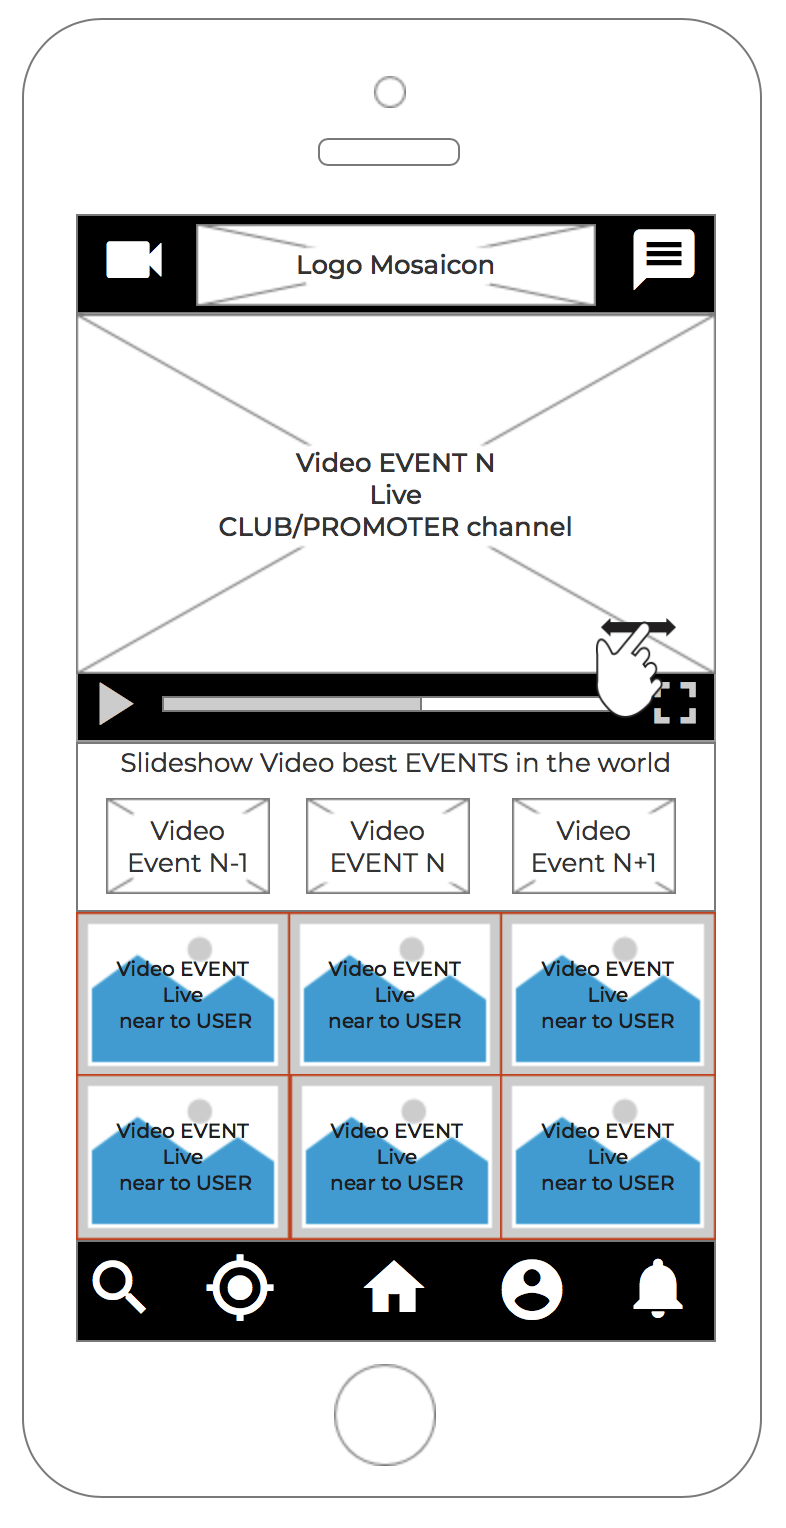 Logo Mosaicon
Video EVENT N
Live
CLUB/PROMOTER channel
Slideshow Video best EVENTS in the world
Video
Event N-1
Video
EVENT N
Video
Event N+1
Video EVENT
Live
near to USER
Video EVENT
Live
near to USER
Video EVENT
Live
near to USER
Video EVENT
Live
near to USER
Video EVENT
Live
near to USER
Video EVENT
Live
near to USER